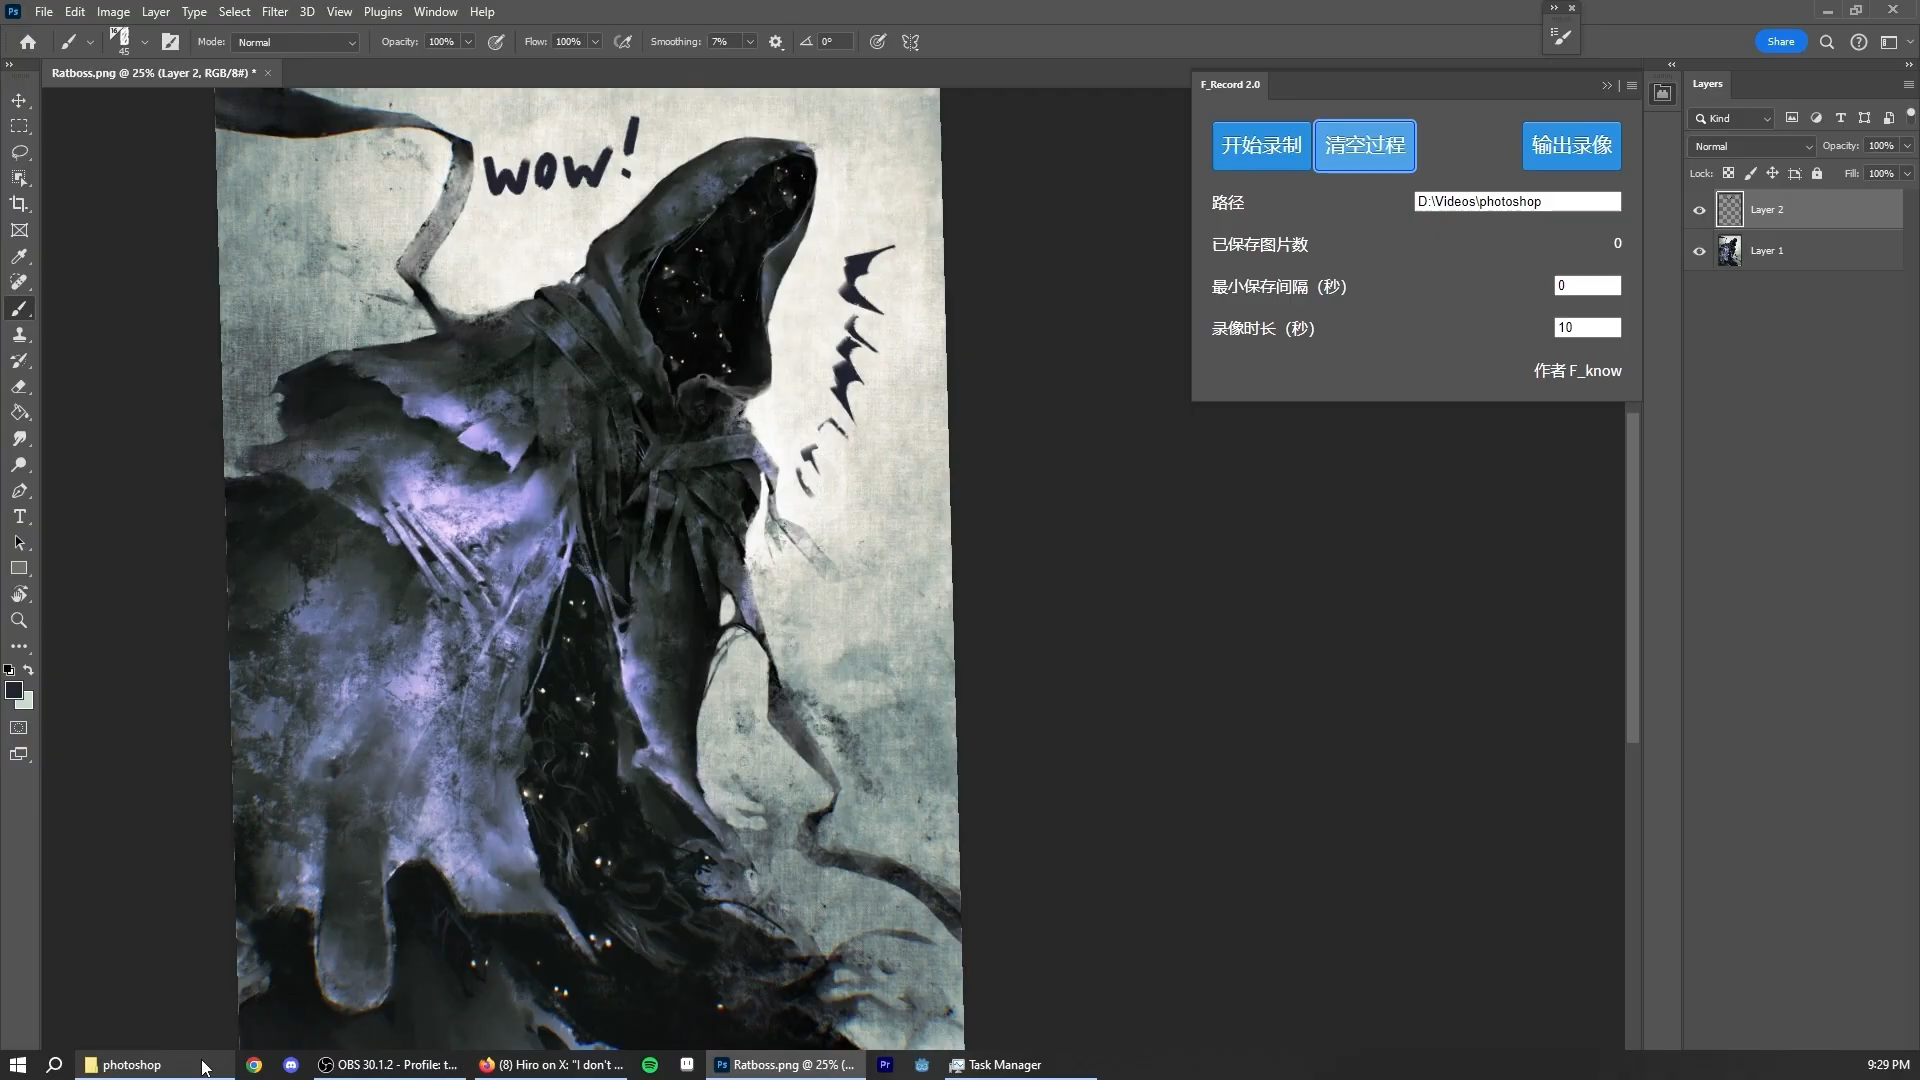 File Edit Image Layer Type Select Filter 3D View Plugins Window Help
45
Mode: Normal Opacity: 100% Flow: 100% Smoothing: 7% 0°
Share
Ratboss.png @ 25% (Layer 2, RGB/8#) *
wow!
F_Record 2.0
开始录制 清空过程 输出录像
路径 D:\Videos\photoshop
已保存图片数 0
最小保存间隔（秒） 0
录像时长（秒） 10
作者 F_know
Layers
Kind
Normal Opacity: 100%
Lock: Fill: 100%
Layer 2
Layer 1
photoshop
OBS 30.1.2 - Profile: t...
(8) Hiro on X: "I don't ...
Ratboss.png @ 25% (...
Task Manager
9:29 PM